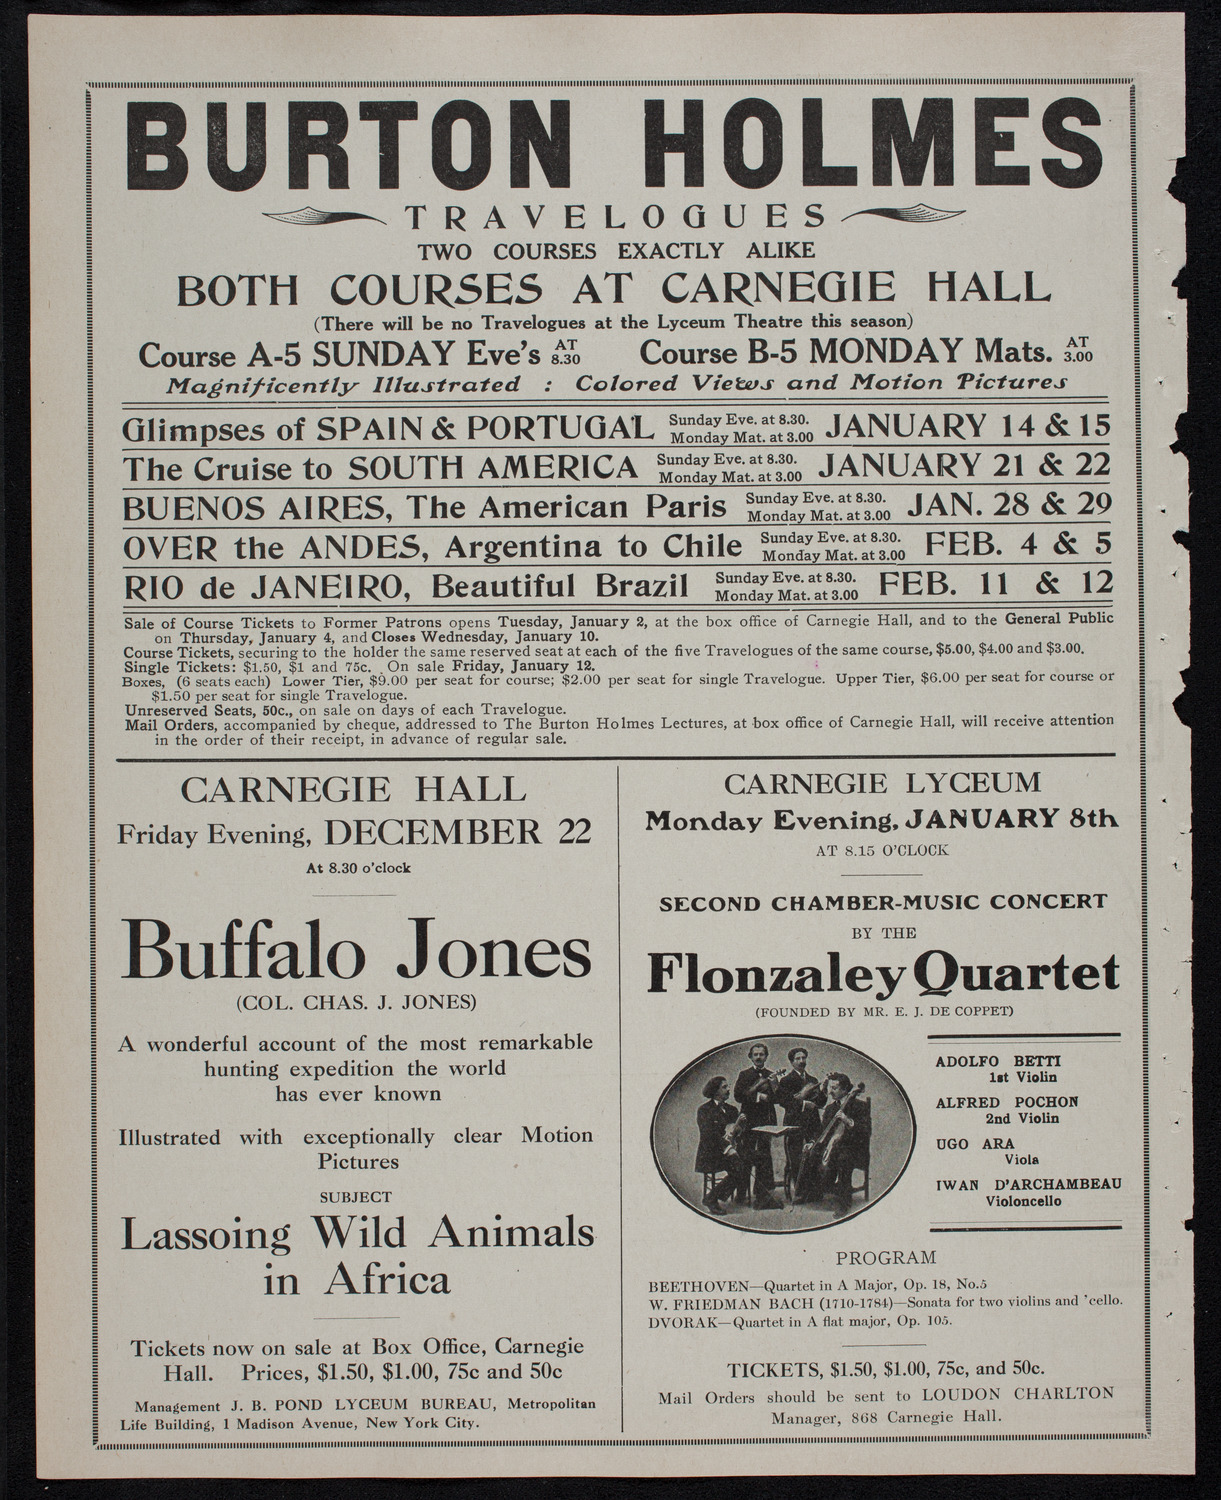 BURTON HOLMES
TRAVELOGUES
TWO COURSES EXACTLY ALIKE
BOTH COURSES AT CARNEGIE HALL
(There will be no Travelogues at the Lyceum Theatre this season)
Course A-5 SUNDAY Eve's AT 8.30 Course B-5 MONDAY Mats. AT 3.00
Magnificently Illustrated : Colored Views and Motion Pictures
Glimpses of SPAIN & PORTUGAL Sunday Eve. at 8.30. Monday Mat. at 3.00 JANUARY 14 & 15
The Cruise to SOUTH AMERICA Sunday Eve. at 8.30. Monday Mat. at 3.00 JANUARY 21 & 22
BUENOS AIRES, The American Paris Sunday Eve. at 8.30. Monday Mat. at 3.00 JAN. 28 & 29
OVER the ANDES, Argentina to Chile Sunday Eve. at 8.30. Monday Mat. at 3.00 FEB. 4 & 5
RIO de JANEIRO, Beautiful Brazil Sunday Eve. at 8.30. Monday Mat. at 3.00 FEB. 11 & 12
Sale of Course Tickets to Former Patrons opens Tuesday, January 2, at the box office of Carnegie Hall, and to the General Public
on Thursday, January 4, and Closes Wednesday, January 10.
Course Tickets, securing to the holder the same reserved seat at each of the five Travelogues of the same course, $5.00, $4.00 and $3.00.
Single Tickets: $1.50, $1 and 75c. On sale Friday, January 12.
Boxes, (6 seats each) Lower Tier, $9.00 per seat for course; $2.00 per seat for single Travelogue. Upper Tier, $6.00 per seat for course or
$1.50 per seat for single Travelogue.
Unreserved Seats, 50c., on sale on days of each Travelogue.
Mail Orders, accompanied by cheque, addressed to The Burton Holmes Lectures, at box office of Carnegie Hall, will receive attention
in the order of their receipt, in advance of regular sale.
CARNEGIE HALL
Friday Evening, DECEMBER 22
At 8.30 o'clock
Buffalo Jones
(COL. CHAS. J. JONES)
A wonderful account of the most remarkable
hunting expedition the world
has ever known
Illustrated with exceptionally clear Motion
Pictures
SUBJECT
Lassoing Wild Animals
in Africa
Tickets now on sale at Box Office, Carnegie
Hall. Prices, $1.50, $1.00, 75c and 50c
Management J. B. POND LYCEUM BUREAU, Metropolitan
Life Building, 1 Madison Avenue, New York City.
CARNEGIE LYCEUM
Monday Evening, JANUARY 8th
AT 8.15 O'CLOCK
SECOND CHAMBER-MUSIC CONCERT
BY THE
Flonzaley Quartet
(FOUNDED BY MR. E. J. DE COPPET)
ADOLFO BETTI
1st Violin
ALFRED POCHON
2nd Violin
UGO ARA
Viola
IWAN D'ARCHAMBEAU
Violoncello
PROGRAM
BEETHOVEN—Quartet in A Major, Op. 18, No.5
W. FRIEDMAN BACH (1710-1784)—Sonata for two violins and 'cello.
DVORAK—Quartet in A flat major, Op. 105.
TICKETS, $1.50, $1.00, 75c, and 50c.
Mail Orders should be sent to LOUDON CHARLTON
Manager, 868 Carnegie Hall.